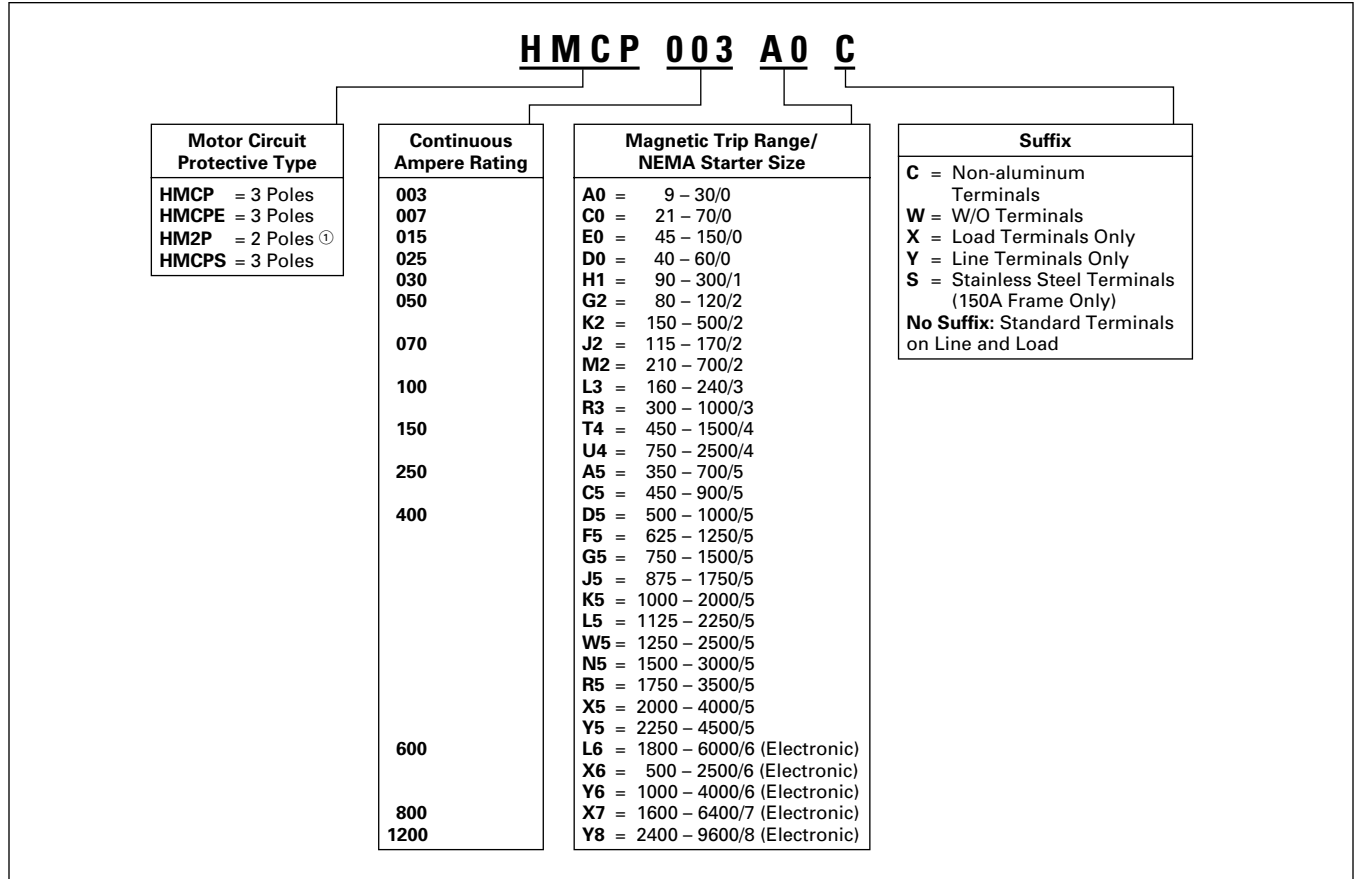 HMCP 003 A0 C
Motor Circuit
Protective Type
HMCP = 3 Poles
HMCPE = 3 Poles
HM2P = 2 Poles ①
HMCPS = 3 Poles
Continuous
Ampere Rating
003
007
015
025
030
050
070
100
150
250
400
600
800
1200
Magnetic Trip Range/
NEMA Starter Size
A0 = 9 – 30/0
C0 = 21 – 70/0
E0 = 45 – 150/0
D0 = 40 – 60/0
H1 = 90 – 300/1
G2 = 80 – 120/2
K2 = 150 – 500/2
J2 = 115 – 170/2
M2 = 210 – 700/2
L3 = 160 – 240/3
R3 = 300 – 1000/3
T4 = 450 – 1500/4
U4 = 750 – 2500/4
A5 = 350 – 700/5
C5 = 450 – 900/5
D5 = 500 – 1000/5
F5 = 625 – 1250/5
G5 = 750 – 1500/5
J5 = 875 – 1750/5
K5 = 1000 – 2000/5
L5 = 1125 – 2250/5
W5 = 1250 – 2500/5
N5 = 1500 – 3000/5
R5 = 1750 – 3500/5
X5 = 2000 – 4000/5
Y5 = 2250 – 4500/5
L6 = 1800 – 6000/6 (Electronic)
X6 = 500 – 2500/6 (Electronic)
Y6 = 1000 – 4000/6 (Electronic)
X7 = 1600 – 6400/7 (Electronic)
Y8 = 2400 – 9600/8 (Electronic)
Suffix
C = Non-aluminum
Terminals
W = W/O Terminals
X = Load Terminals Only
Y = Line Terminals Only
S = Stainless Steel Terminals
(150A Frame Only)
No Suffix: Standard Terminals
on Line and Load